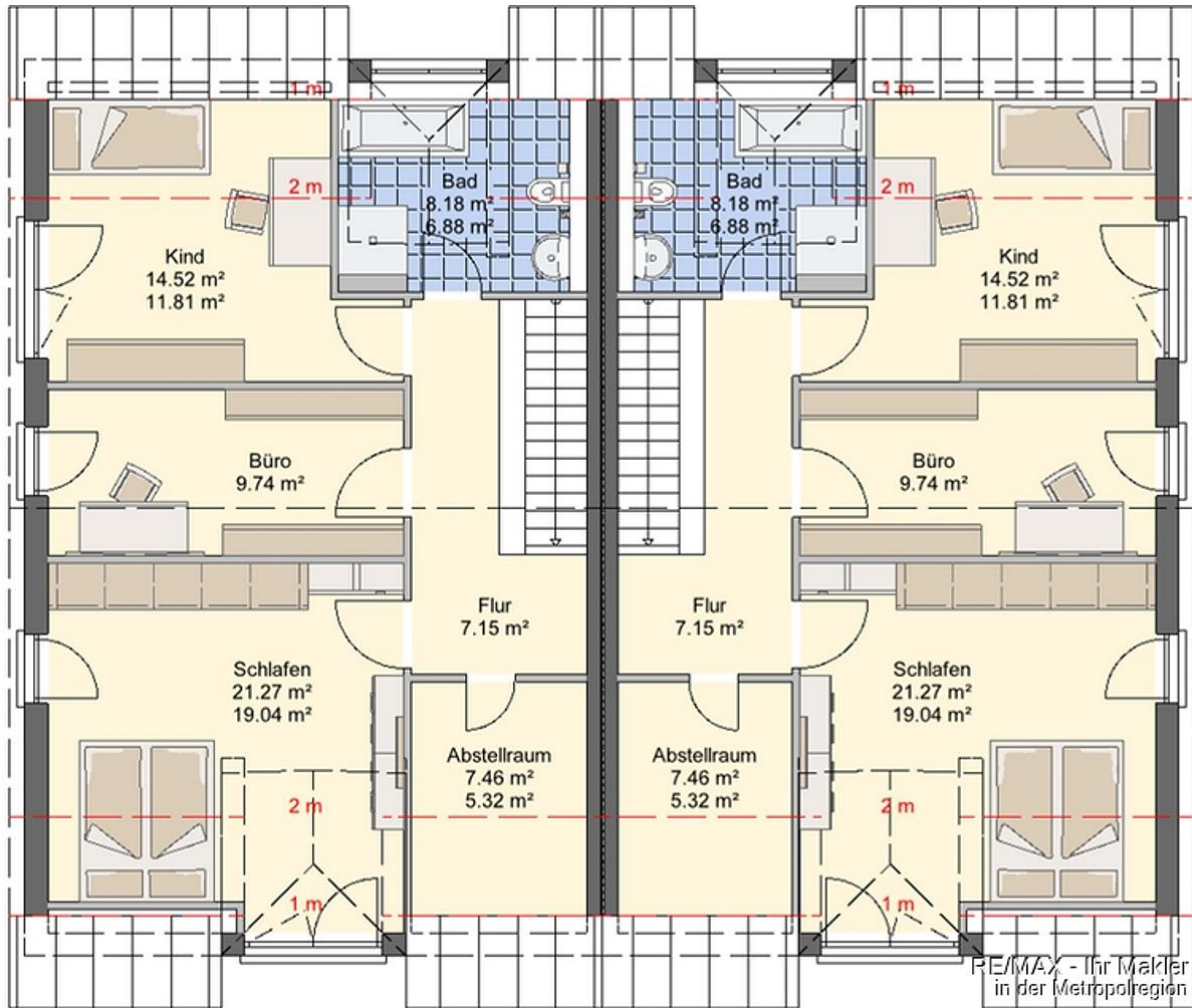 1 m
1 m
2 m
Bad
8.18 m²
6.88 m²
Bad
8.18 m²
6.88 m²
2 m
Kind
14.52 m²
11.81 m²
Kind
14.52 m²
11.81 m²
Büro
9.74 m²
Büro
9.74 m²
Flur
7.15 m²
Flur
7.15 m²
Schlafen
21.27 m²
19.04 m²
Schlafen
21.27 m²
19.04 m²
Abstellraum
7.46 m²
5.32 m²
Abstellraum
7.46 m²
5.32 m²
2 m
2 m
1 m
1 m
RE/MAX - Ihr Makler
in der Metropolregion